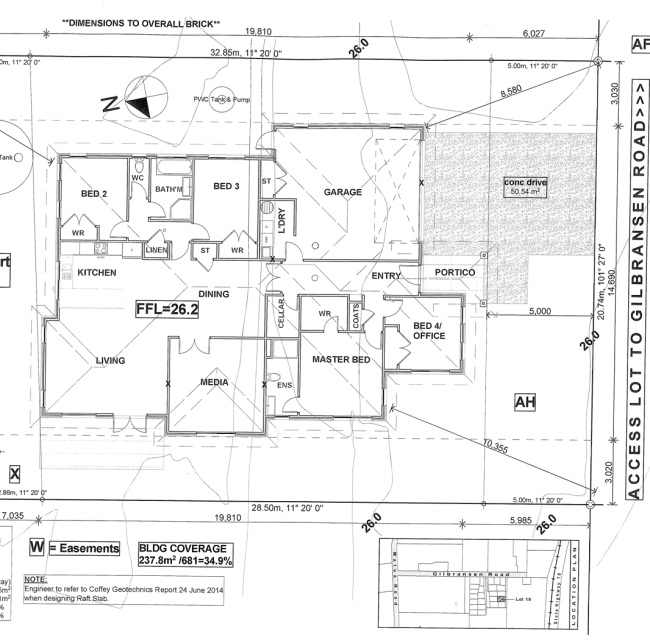 **DIMENSIONS TO OVERALL BRICK**
19,810
6,027
26.0
AF
32.85m, 11° 20' 0"
5.00m, 11° 20' 0"
0m, 11° 20' 0"
N
PWC Tank & Pump
8,580
3,030
Tank
BED 2
WC
BATH'M
BED 3
ST
GARAGE
conc drive
50.54 m²
L'DRY
WR
LINEN
ST
WR
KITCHEN
DINING
ENTRY
PORTICO
FFL=26.2
CELLAR
WR
COATS
BED 4/
OFFICE
5,000
20.74m, 101° 27' 0"
14,690
26.0
ACCESS LOT TO GILBRANSEN ROAD>>>
rt
LIVING
MEDIA
MASTER BED
ENS
AH
X
10,355
3,020
2.86m, 11° 20' 0"
28.50m, 11° 20' 0"
5.00m, 11° 20' 0"
7,035
19,810
26.0
5,985
26.0
W = Easements
BLDG COVERAGE
237.8m² /681=34.9%
NOTE:
Engineer to refer to Coffey Geotechnics Report 24 June 2014
when designing Raft Slab.
Gilbransen Road
Lot 19
State Highway 16
LOCATION PLAN